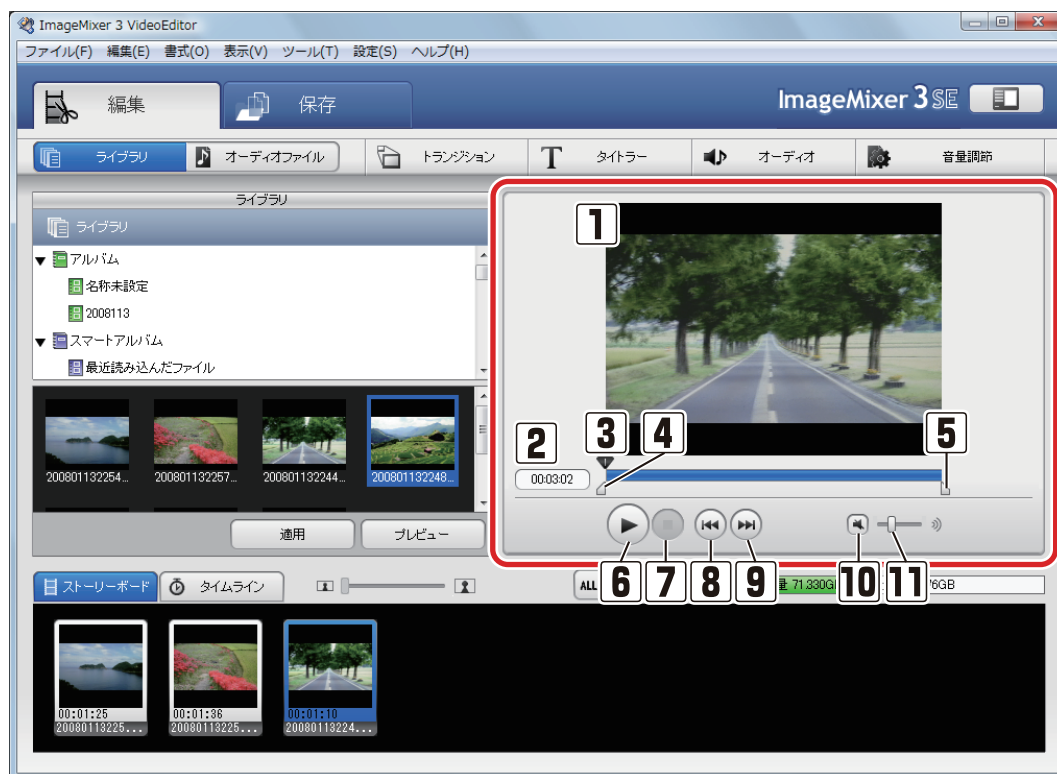 ImageMixer 3 VideoEditor
ファイル(F) 編集(E) 書式(O) 表示(V) ツール(T) 設定(S) ヘルプ(H)
編集
保存
ImageMixer 3 SE
ライブラリ
オーディオファイル
トランジション
タイトラー
オーディオ
音量調節
ライブラリ
ライブラリ
アルバム
名称未設定
2008113
スマートアルバム
最近読み込んだファイル
200801132254...
200801132257...
200801132244...
200801132248...
適用
プレビュー
1
2
3
4
5
00:03:02
6
7
8
9
10
11
ストーリーボード
タイムライン
ALL
量 71.330G
76GB
00:01:25
20080113225...
00:01:36
20080113225...
00:01:10
20080113224...